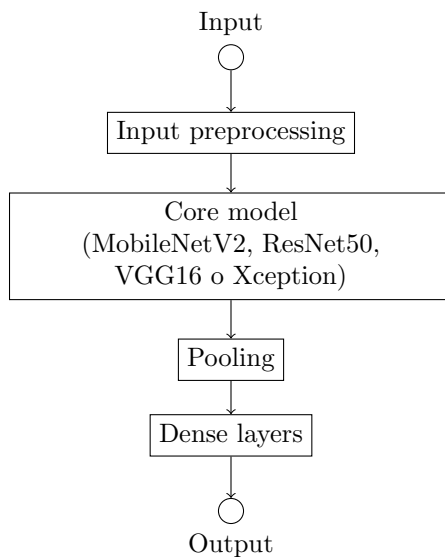 Input
Input preprocessing
Core model
(MobileNetV2, ResNet50,
VGG16 o Xception)
Pooling
Dense layers
Output